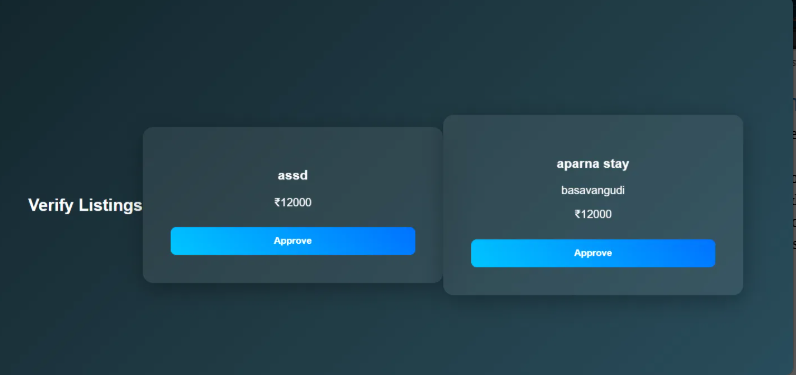 Verify Listings
assd
₹12000
Approve
aparna stay
basavangudi
₹12000
Approve